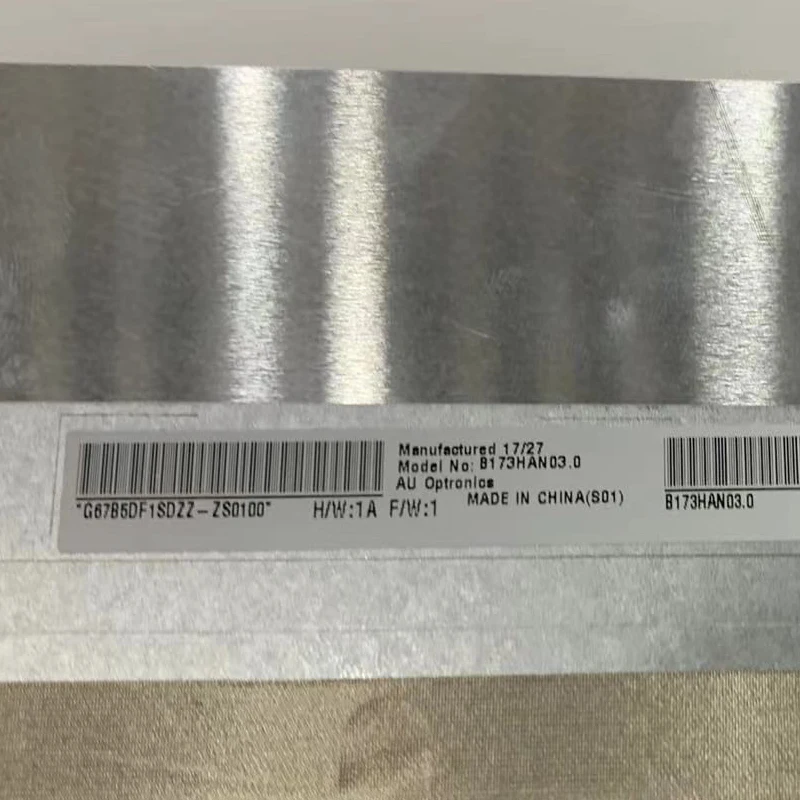 Manufactured 17/27
Model No: B173HAN03.0
AU Optronics
MADE IN CHINA(S01)
"G67B5DF1SDZZ-ZS0100" H/W:1A F/W:1
B173HAN03.0